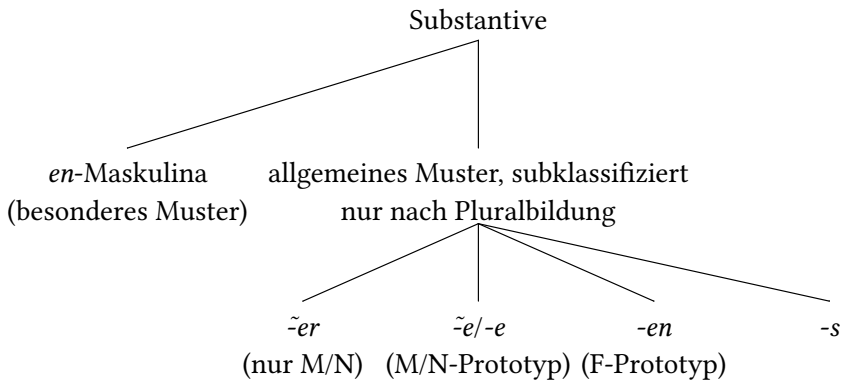 Substantive
en-Maskulina allgemeines Muster, subklassifiziert
(besonderes Muster) nur nach Pluralbildung
-̃er -̃e/-e -en -s
(nur M/N) (M/N-Prototyp) (F-Prototyp)